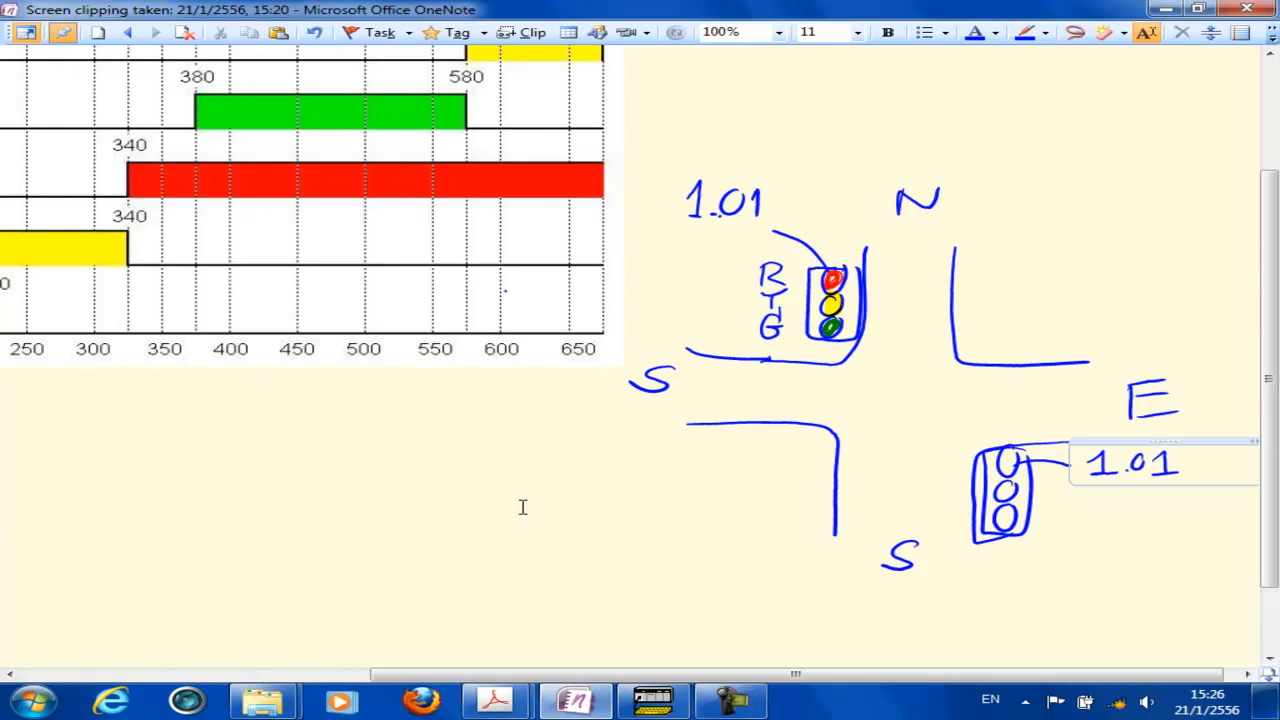 Screen clipping taken: 21/1/2556, 15:20 - Microsoft Office OneNote
Task
Tag
Clip
100%
11
B
A
A
380
580
340
340
0
250 300 350 400 450 500 550 600 650
1.01
N
R
Y
G
S
E
1.01
S
EN
15:26
21/1/2556